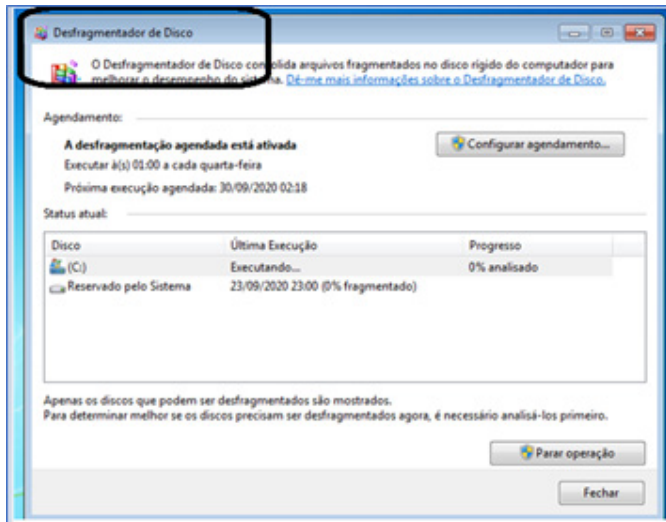 Desfragmentador de Disco
O Desfragmentador de Disco consolida arquivos fragmentados no disco rígido do computador para
melhorar o desempenho do sistema. Dê-me mais informações sobre o Desfragmentador de Disco.
Agendamento:
A desfragmentação agendada está ativada
Configurar agendamento...
Executar à(s) 01:00 a cada quarta-feira
Próxima execução agendada: 30/09/2020 02:18
Status atual:
Disco Última Execução Progresso
(C:) Executando... 0% analisado
Reservado pelo Sistema 23/09/2020 23:00 (0% fragmentado)
Apenas os discos que podem ser desfragmentados são mostrados.
Para determinar melhor se os discos precisam ser desfragmentados agora, é necessário analisá-los primeiro.
Parar operação
Fechar